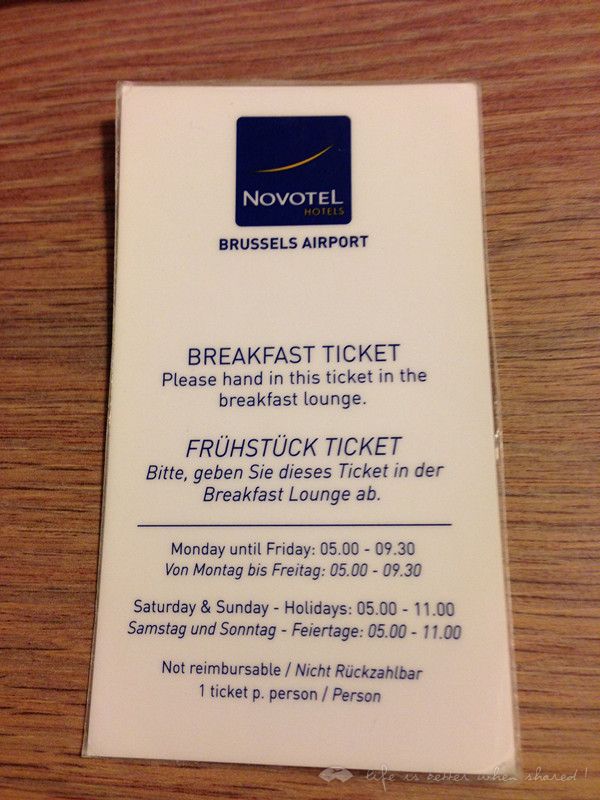 NOVOTEL
HOTELS
BRUSSELS AIRPORT
BREAKFAST TICKET
Please hand in this ticket in the
breakfast lounge.
FRÜHSTÜCK TICKET
Bitte, geben Sie dieses Ticket in der
Breakfast Lounge ab.
Monday until Friday: 05.00 - 09.30
Von Montag bis Freitag: 05.00 - 09.30
Saturday & Sunday - Holidays: 05.00 - 11.00
Samstag und Sonntag - Feiertage: 05.00 - 11.00
Not reimbursable / Nicht Rückzahlbar
1 ticket p. person / Person
life is better when shared!